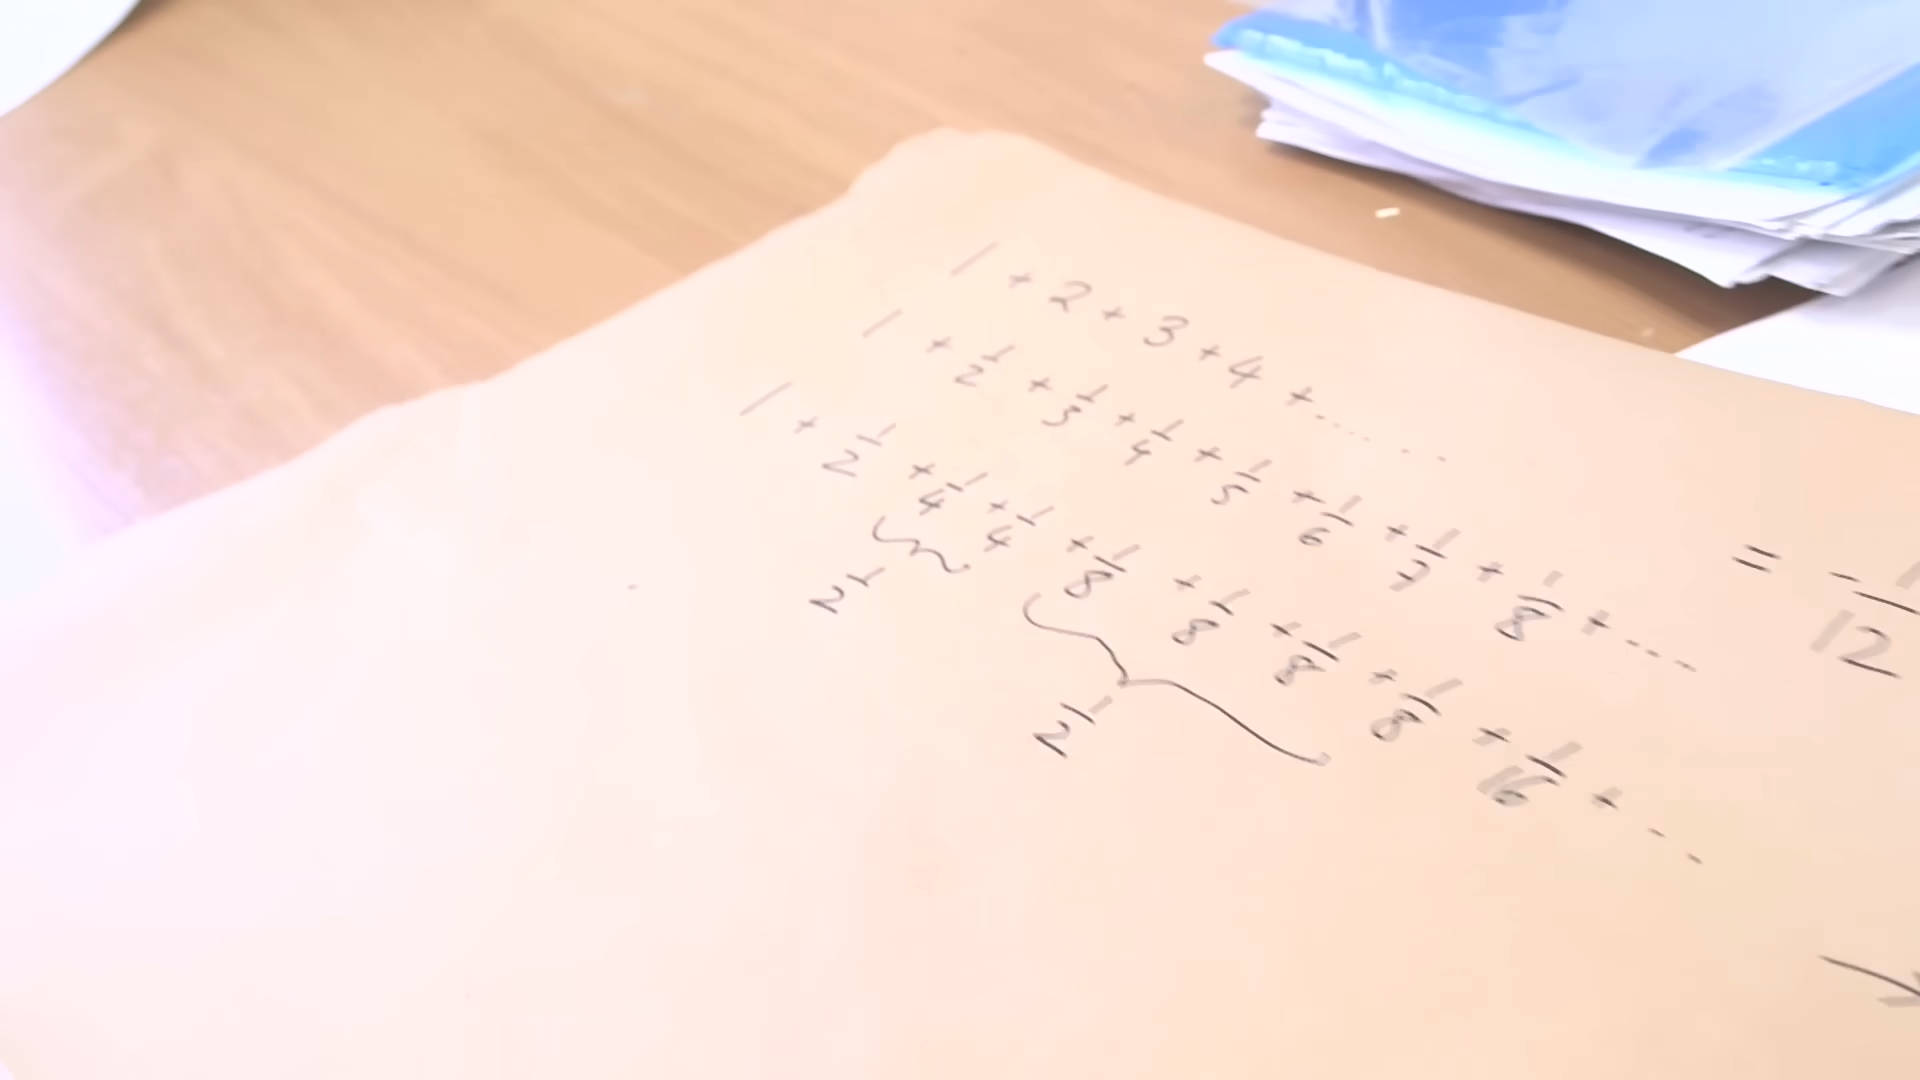 1 + 2 + 3 + 4 + ....... = -1/12
1 + 1/2 + 1/3 + 1/4 + 1/5 + 1/6 + 1/7 + 1/8 + ....
1 + 1/2 + 1/4 + 1/4 + 1/8 + 1/8 + 1/8 + 1/8 + 1/16 + ...
1/2 1/2